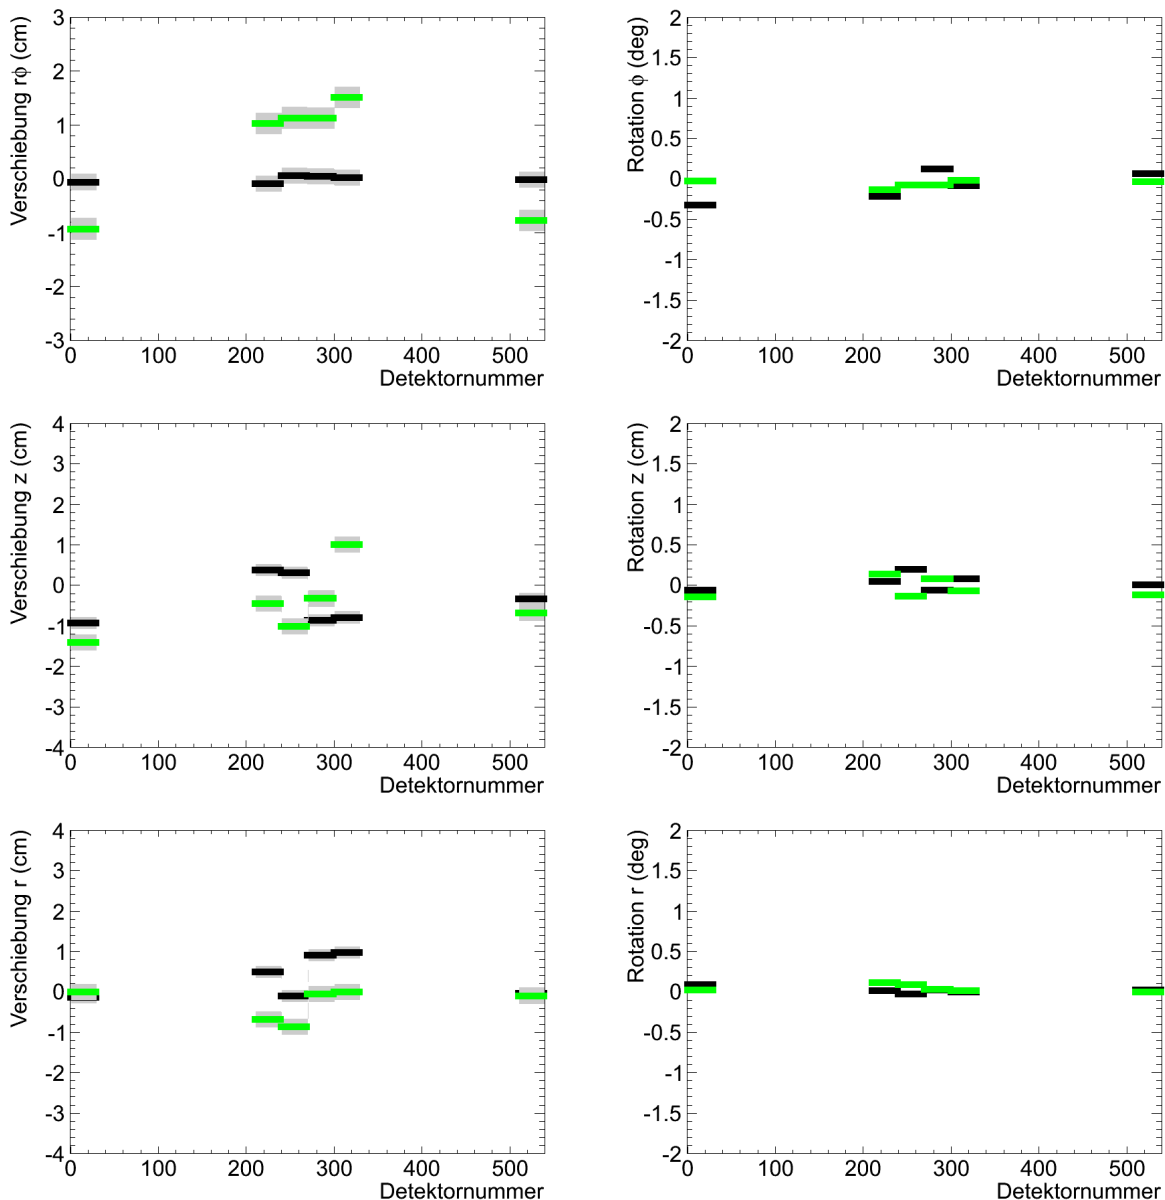 Verschiebung rϕ (cm)
3
2
1
0
-1
-2
-3
0 100 200 300 400 500
Detektornummer
Rotation ϕ (deg)
2
1.5
1
0.5
0
-0.5
-1
-1.5
-2
0 100 200 300 400 500
Detektornummer
Verschiebung z (cm)
4
3
2
1
0
-1
-2
-3
-4
0 100 200 300 400 500
Detektornummer
Rotation z (cm)
2
1.5
1
0.5
0
-0.5
-1
-1.5
-2
0 100 200 300 400 500
Detektornummer
Verschiebung r (cm)
4
3
2
1
0
-1
-2
-3
-4
0 100 200 300 400 500
Detektornummer
Rotation r (deg)
2
1.5
1
0.5
0
-0.5
-1
-1.5
-2
0 100 200 300 400 500
Detektornummer